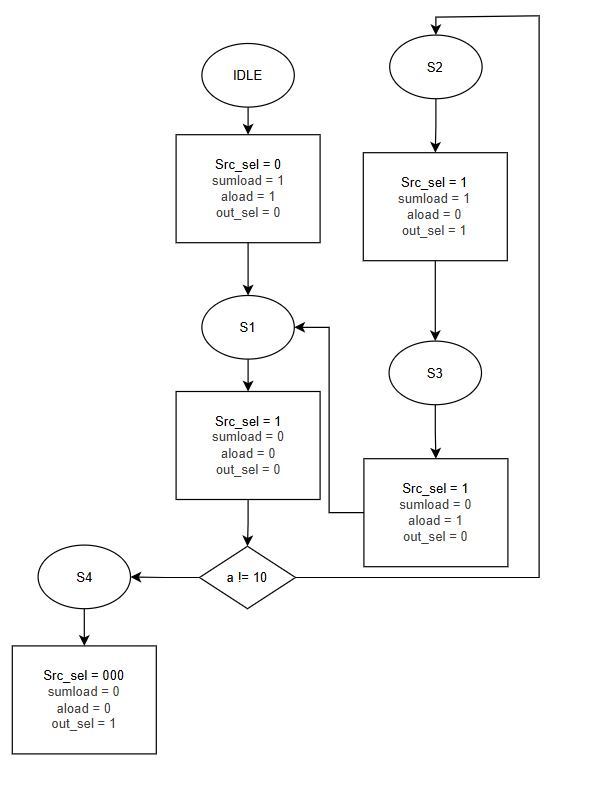 IDLE
Src_sel = 0
sumload = 1
aload = 1
out_sel = 0
S1
Src_sel = 1
sumload = 0
aload = 0
out_sel = 0
a != 10
S2
Src_sel = 1
sumload = 1
aload = 0
out_sel = 1
S3
Src_sel = 1
sumload = 0
aload = 1
out_sel = 0
S4
Src_sel = 000
sumload = 0
aload = 0
out_sel = 1